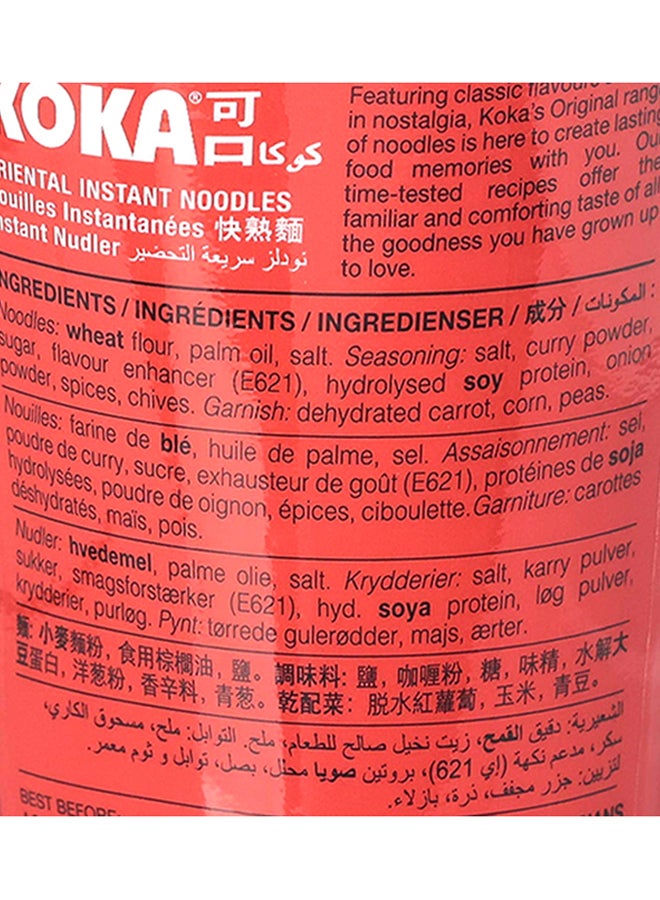 KOKA® 可口 كوكا
ORIENTAL INSTANT NOODLES
Nouilles Instantanées 快熟麵
Instant Nudler نودلز سريعة التحضير
Featuring classic flavours
in nostalgia, Koka's Original range
of noodles is here to create lasting
food memories with you. Our
time-tested recipes offer the
familiar and comforting taste of all
the goodness you have grown up
to love.
INGREDIENTS / INGRÉDIENTS / INGREDIENSER / 成分 / المكونات :
Noodles: wheat flour, palm oil, salt. Seasoning: salt, curry powder,
sugar, flavour enhancer (E621), hydrolysed soy protein, onion
powder, spices, chives. Garnish: dehydrated carrot, corn, peas.
Nouilles: farine de blé, huile de palme, sel. Assaisonnement: sel,
poudre de curry, sucre, exhausteur de goût (E621), protéines de soja
hydrolysées, poudre de oignon, épices, ciboulette. Garniture: carottes
déshydratés, maïs, pois.
Nudler: hvedemel, palme olie, salt. Krydderier: salt, karry pulver,
sukker, smagsforstærker (E621), hyd. soya protein, løg pulver,
krydderier, purløg. Pynt: tørrede gulerødder, majs, ærter.
麵: 小麥麵粉, 食用棕櫚油, 鹽。調味料: 鹽, 咖喱粉, 糖, 味精, 水解大
豆蛋白, 洋葱粉, 香辛料, 青葱。乾配菜: 脱水紅蘿蔔, 玉米, 青豆。
الشعيرية: دقيق القمح، زيت نخيل صالح للطعام، ملح. التوابل: ملح، مسحوق الكاري،
سكر، مدعم نكهة (إي 621)، بروتين صويا محلل، بصل، توابل و ثوم معمر.
للتزيين: جزر مجفف، ذرة، بازلاء.
BEST BEFORE